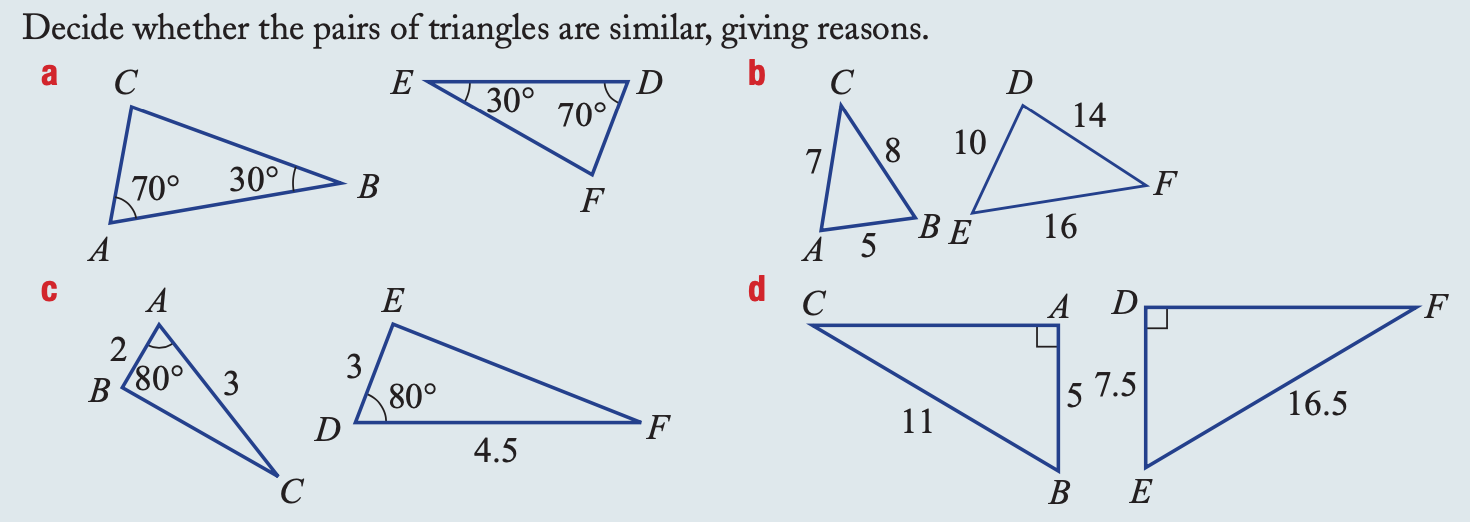 Decide whether the pairs of triangles are similar, giving reasons.
a
C
70°
30°
B
A
E
30°
70°
D
F
b
C
7
8
A
5
B
D
10
14
E
16
F
c
A
2
B
80°
3
C
E
3
80°
D
4.5
F
d
C
A
11
5
B
D
F
7.5
16.5
E